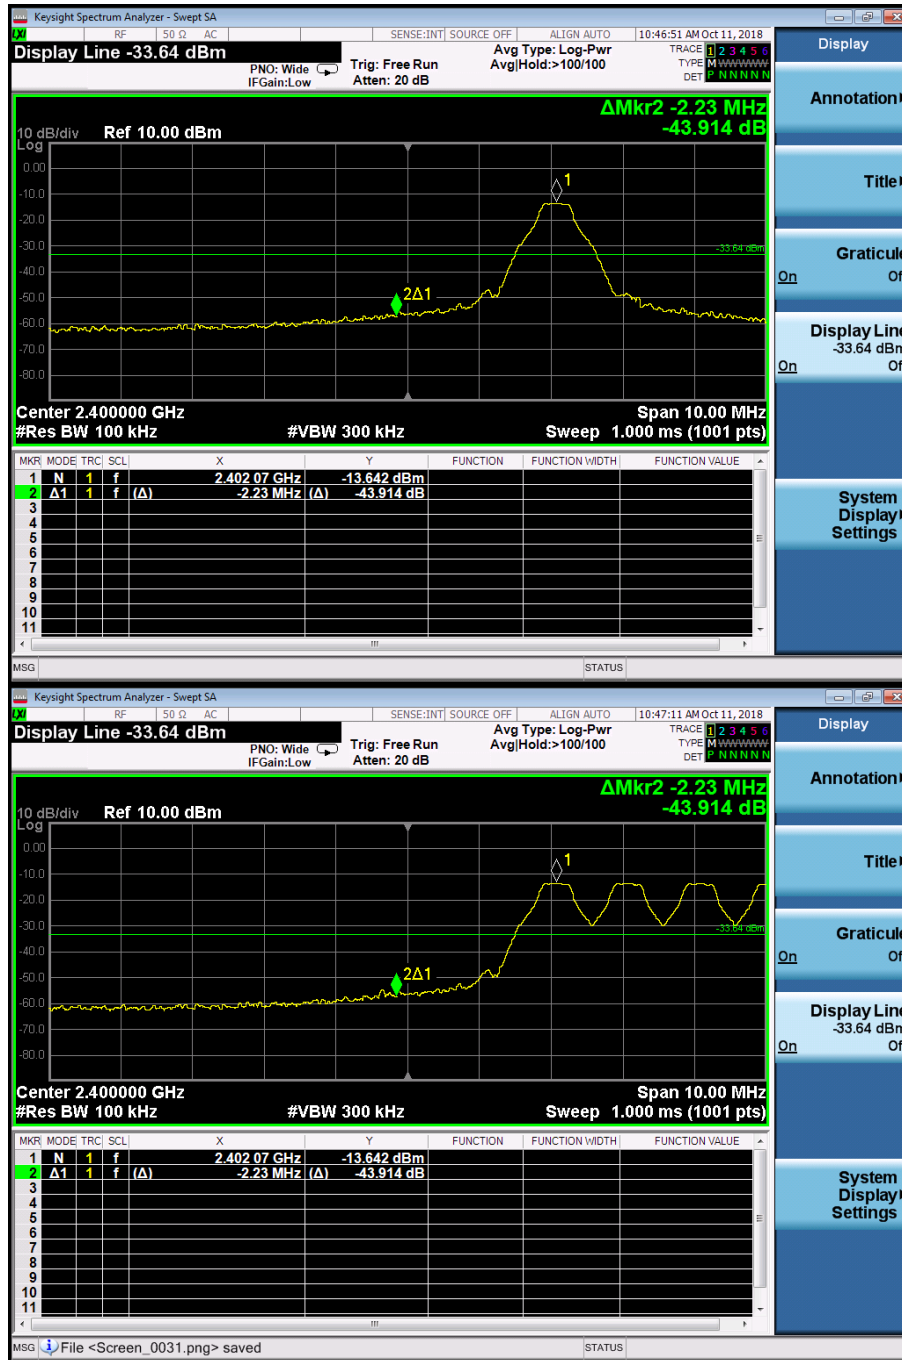 Keysight Spectrum Analyzer - Swept SA
LXI RF 50 Ω AC SENSE:INT SOURCE OFF ALIGN AUTO 10:46:51 AM Oct 11, 2018
Display Line -33.64 dBm
PNO: Wide
IFGain:Low
Trig: Free Run
Atten: 20 dB
Avg Type: Log-Pwr
Avg|Hold:>100/100
TRACE 1 2 3 4 5 6
TYPE M W W W W W
DET P N N N N N
ΔMkr2 -2.23 MHz
-43.914 dB
10 dB/div Ref 10.00 dBm
Log
0.00
-10.0
-20.0
-30.0
-40.0
-50.0
-60.0
-70.0
-80.0
1
-33.64 dBm
2Δ1
Center 2.400000 GHz Span 10.00 MHz
#Res BW 100 kHz #VBW 300 kHz Sweep 1.000 ms (1001 pts)
MKR MODE TRC SCL X Y FUNCTION FUNCTION WIDTH FUNCTION VALUE
1 N 1 f 2.402 07 GHz -13.642 dBm
2 Δ1 1 f (Δ) -2.23 MHz (Δ) -43.914 dB
3
4
5
6
7
8
9
10
11
MSG STATUS
Display
Annotation
Title
Graticule
On Of
Display Line
-33.64 dBm
On Of
System
Display
Settings
Keysight Spectrum Analyzer - Swept SA
LXI RF 50 Ω AC SENSE:INT SOURCE OFF ALIGN AUTO 10:47:11 AM Oct 11, 2018
Display Line -33.64 dBm
PNO: Wide
IFGain:Low
Trig: Free Run
Atten: 20 dB
Avg Type: Log-Pwr
Avg|Hold:>100/100
TRACE 1 2 3 4 5 6
TYPE M W W W W W
DET P N N N N N
ΔMkr2 -2.23 MHz
-43.914 dB
10 dB/div Ref 10.00 dBm
Log
0.00
-10.0
-20.0
-30.0
-40.0
-50.0
-60.0
-70.0
-80.0
1
-33.64 dBm
2Δ1
Center 2.400000 GHz Span 10.00 MHz
#Res BW 100 kHz #VBW 300 kHz Sweep 1.000 ms (1001 pts)
MKR MODE TRC SCL X Y FUNCTION FUNCTION WIDTH FUNCTION VALUE
1 N 1 f 2.402 07 GHz -13.642 dBm
2 Δ1 1 f (Δ) -2.23 MHz (Δ) -43.914 dB
3
4
5
6
7
8
9
10
11
MSG File <Screen_0031.png> saved STATUS
Display
Annotation
Title
Graticule
On Of
Display Line
-33.64 dBm
On Of
System
Display
Settings